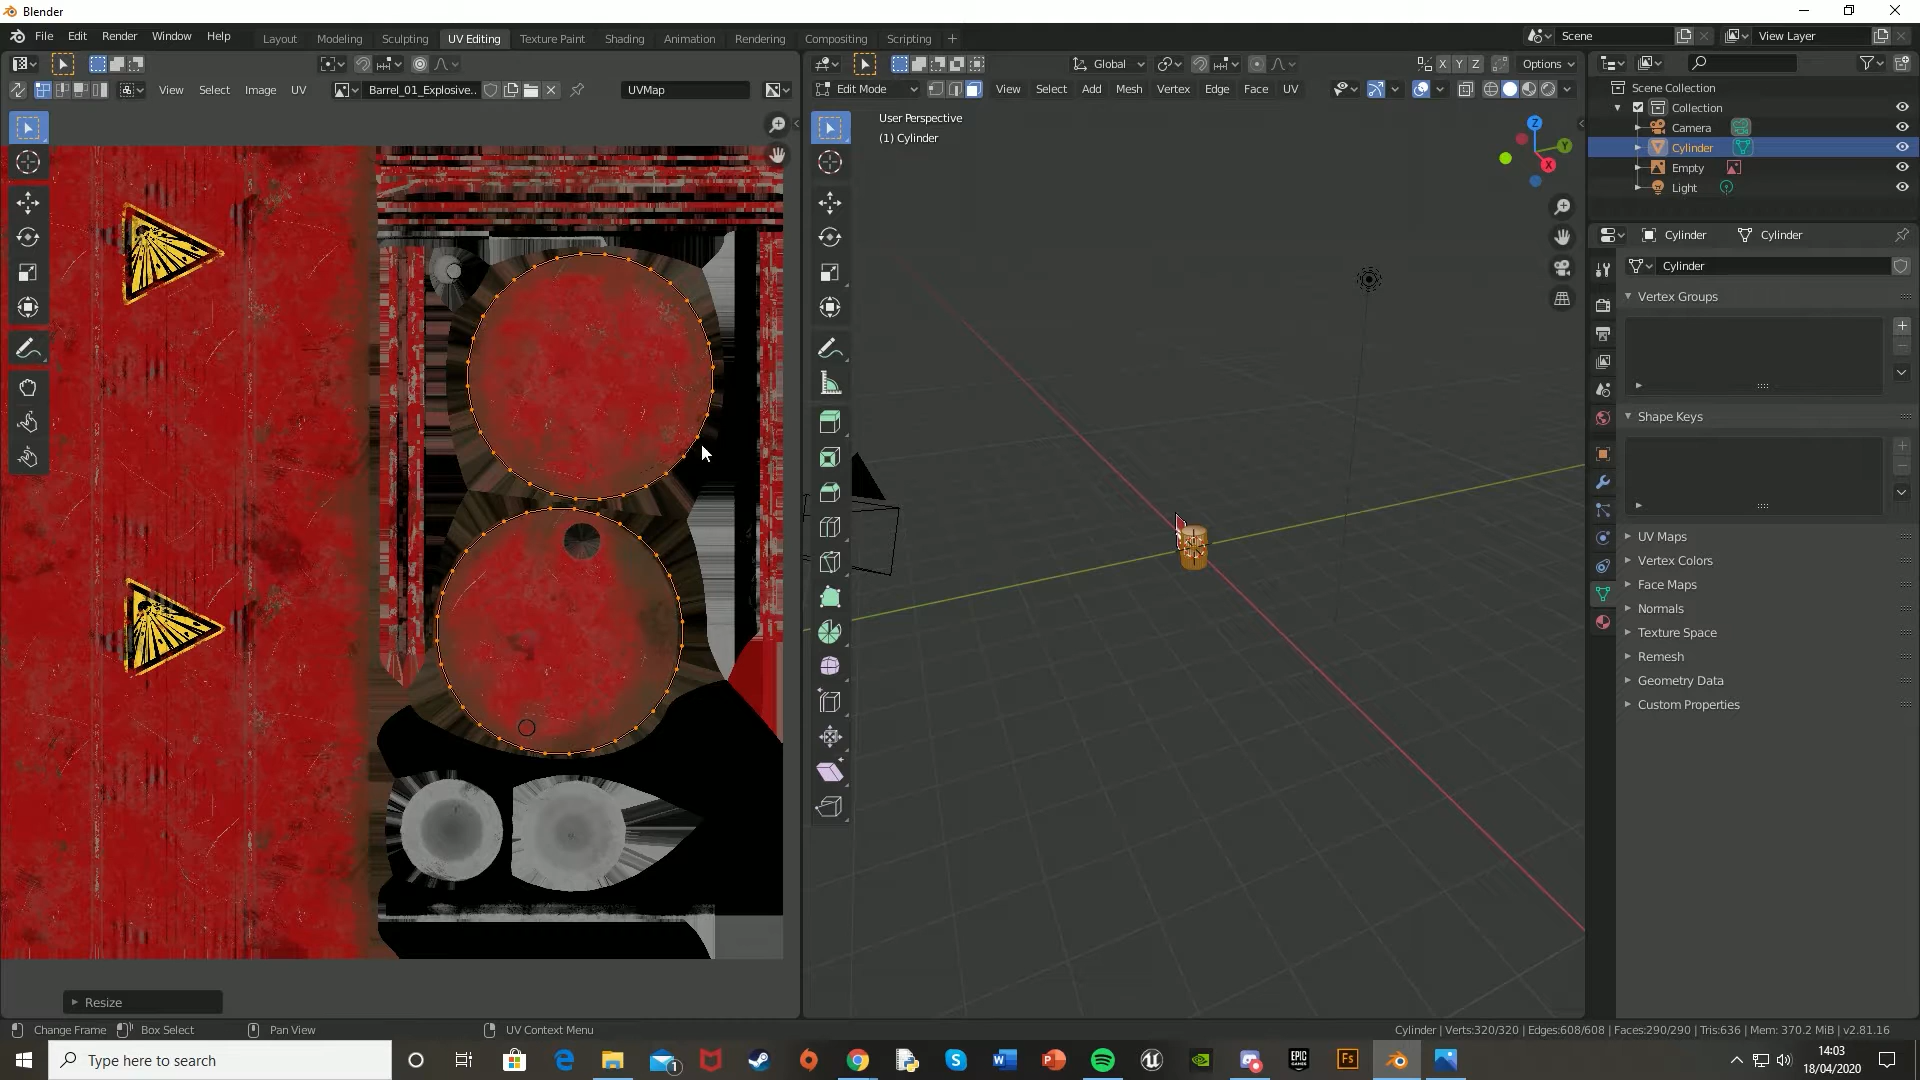 Blender
File Edit Render Window Help
Layout Modeling Sculpting UV Editing Texture Paint Shading Animation Rendering Compositing Scripting +
Scene View Layer
Global X Y Z Options
View Select Image UV Barrel_01_Explosive.. UVMap
Edit Mode View Select Add Mesh Vertex Edge Face UV
User Perspective
(1) Cylinder
Z
Y
X
Scene Collection
Collection
Camera
Cylinder
Empty
Light
Cylinder Cylinder
Cylinder
Vertex Groups
Shape Keys
UV Maps
Vertex Colors
Face Maps
Normals
Texture Space
Remesh
Geometry Data
Custom Properties
Resize
Change Frame Box Select Pan View UV Context Menu
Cylinder | Verts:320/320 | Edges:608/608 | Faces:290/290 | Tris:636 | Mem: 370.2 MiB | v2.81.16
Type here to search
1
EPIC GAMES
Fs
14:03
18/04/2020